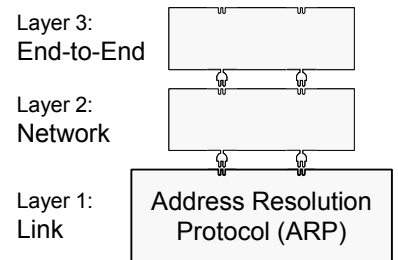 Layer 3:
End-to-End
Layer 2:
Network
Layer 1:
Link
Address Resolution
Protocol (ARP)